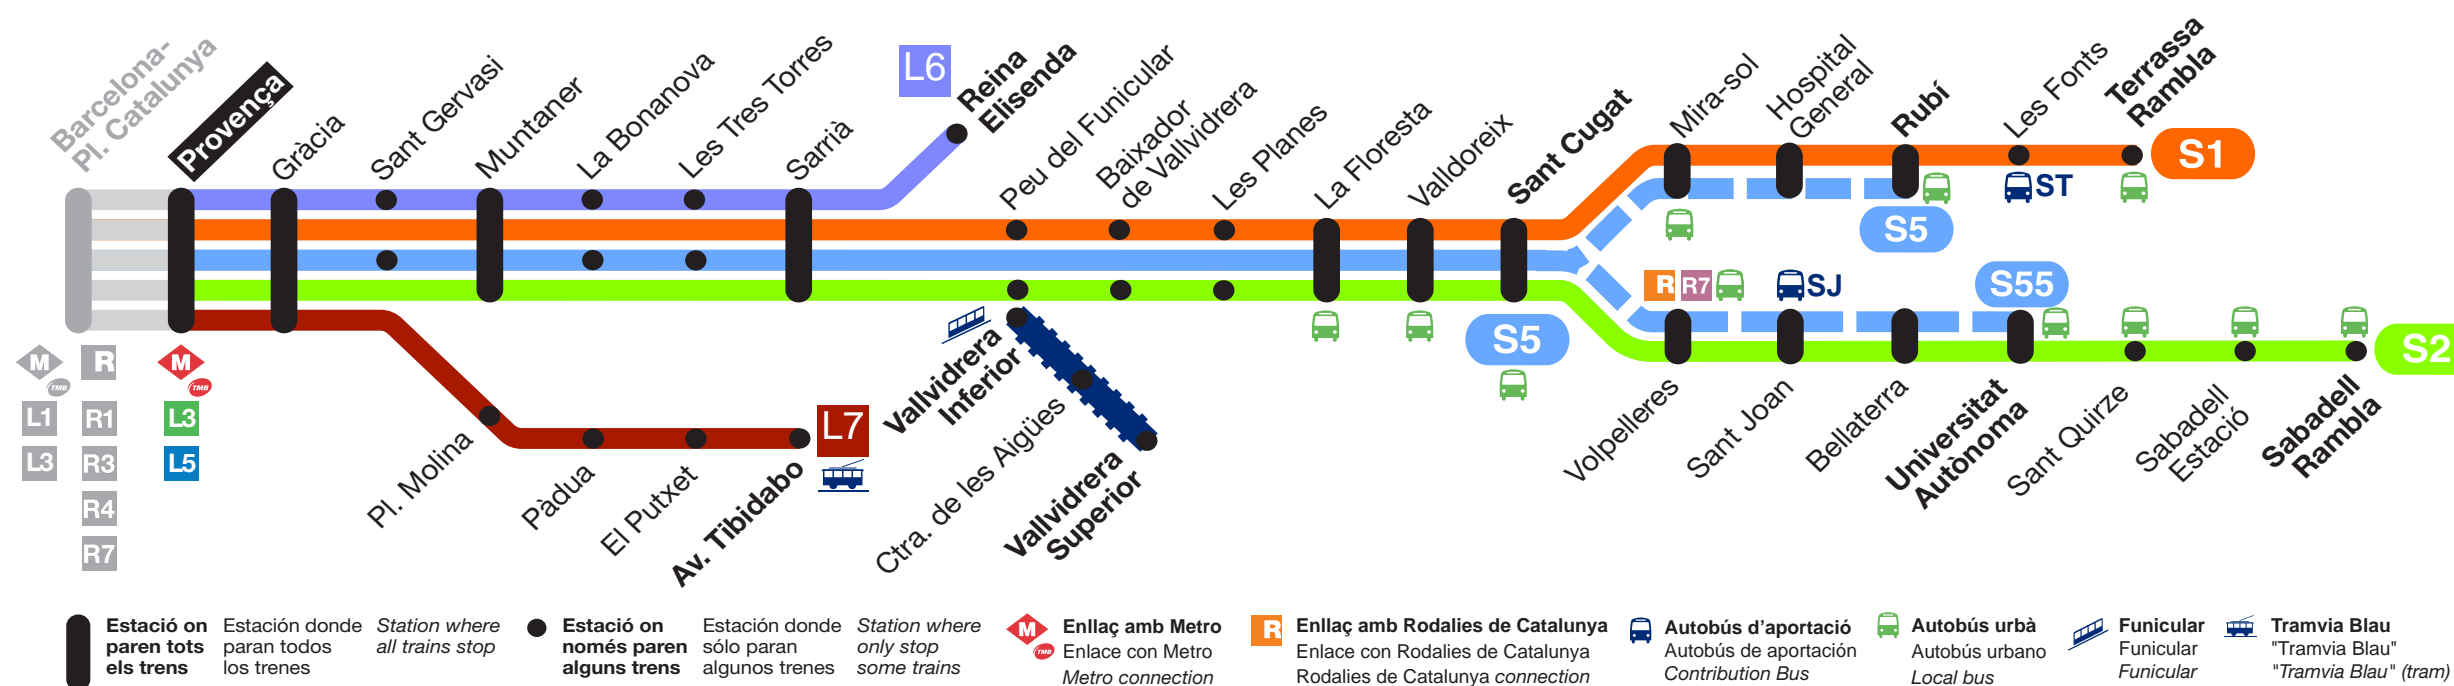 Barcelona-
Pl. Catalunya
Provença
Gràcia
Sant Gervasi
Muntaner
La Bonanova
Les Tres Torres
Sarrià
L6
Reina
Elisenda
Peu del Funicular
Baixador
de Vallvidrera
Les Planes
La Floresta
Valldoreix
Sant Cugat
Mira-sol
Hospital
General
Rubí
Les Fonts
Terrassa
Rambla
S1
ST
S5
R R7
SJ
S55
S5
S2
M
TMB
R
M
TMB
L1
R1
L3
L3
R3
L5
R4
R7
Pl. Molina
Pàdua
El Putxet
Av. Tibidabo
L7
Vallvidrera
Inferior
Ctra. de les Aigües
Vallvidrera
Superior
Volpelleres
Sant Joan
Bellaterra
Universitat
Autònoma
Sant Quirze
Sabadell
Estació
Sabadell
Rambla
Estació on
paren tots
els trens
Estación donde
paran todos
los trenes
Station where
all trains stop
Estació on
només paren
alguns trens
Estación donde
sólo paran
algunos trenes
Station where
only stop
some trains
M
TMB
Enllaç amb Metro
Enlace con Metro
Metro connection
R
Enllaç amb Rodalies de Catalunya
Enlace con Rodalies de Catalunya
Rodalies de Catalunya connection
Autobús d'aportació
Autobús de aportación
Contribution Bus
Autobús urbà
Autobús urbano
Local bus
Funicular
Funicular
Funicular
Tramvia Blau
"Tramvia Blau"
"Tramvia Blau" (tram)